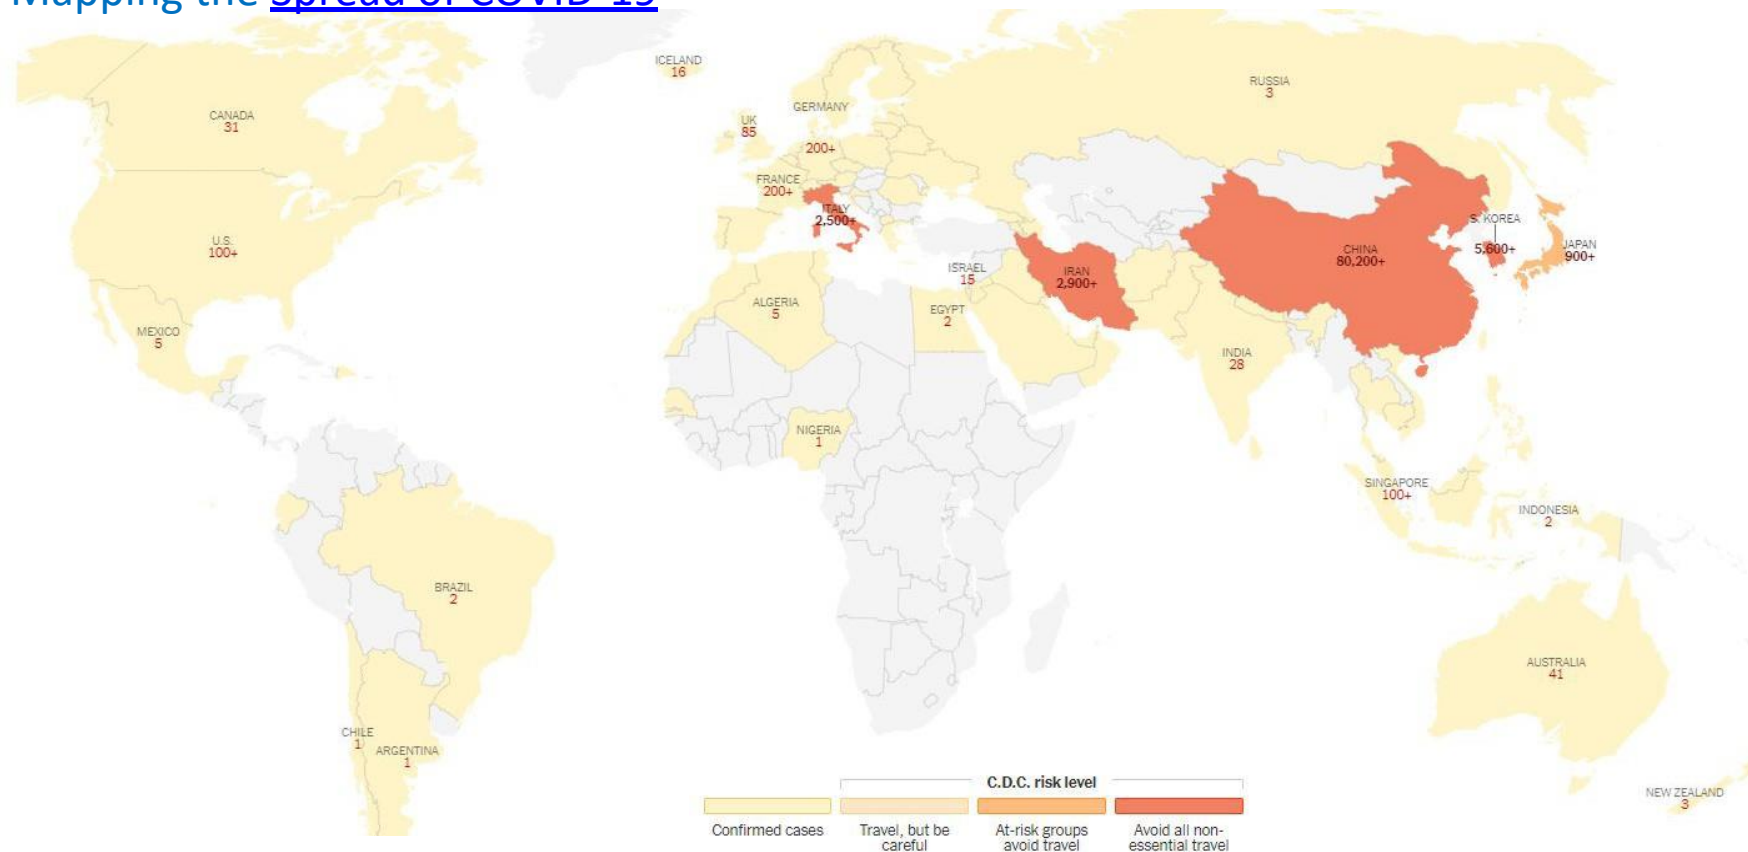 Mapping the Spread of COVID-19
ICELAND
16
RUSSIA
3
CANADA
31
GERMANY
200+
UK
85
FRANCE
200+
ITALY
2,500+
U.S.
100+
S. KOREA
5,600+
JAPAN
900+
CHINA
80,200+
ISRAEL
15
IRAN
2,900+
ALGERIA
5
EGYPT
2
MEXICO
5
INDIA
28
NIGERIA
1
SINGAPORE
100+
INDONESIA
2
BRAZIL
2
AUSTRALIA
41
CHILE
1
ARGENTINA
1
NEW ZEALAND
3
C.D.C. risk level
Confirmed cases
Travel, but be
careful
At-risk groups
avoid travel
Avoid all non-
essential travel